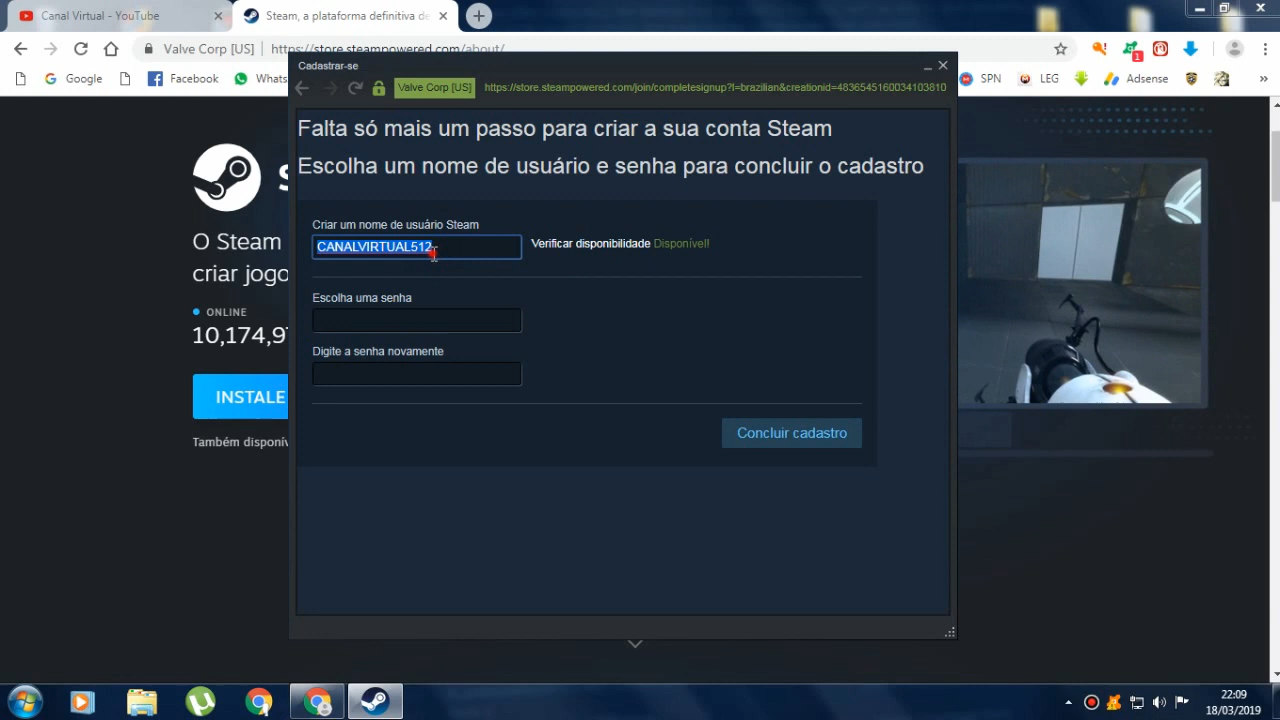 Canal Virtual - YouTube
Steam, a plataforma definitiva de
Valve Corp [US] | https://store.steampowered.com/about/
Google
Facebook
Whats
SPN
LEG
Adsense
»
Cadastrar-se
Valve Corp [US]
https://store.steampowered.com/join/completesignup?l=brazilian&creationid=4836545160034103810
Falta só mais um passo para criar a sua conta Steam
Escolha um nome de usuário e senha para concluir o cadastro
Criar um nome de usuário Steam
CANALVIRTUAL512
Verificar disponibilidade Disponível!
Escolha uma senha
Digite a senha novamente
Concluir cadastro
S
O Steam
criar jogo
ONLINE
10,174,97
INSTALE
Também disponív
1
22:09
18/03/2019